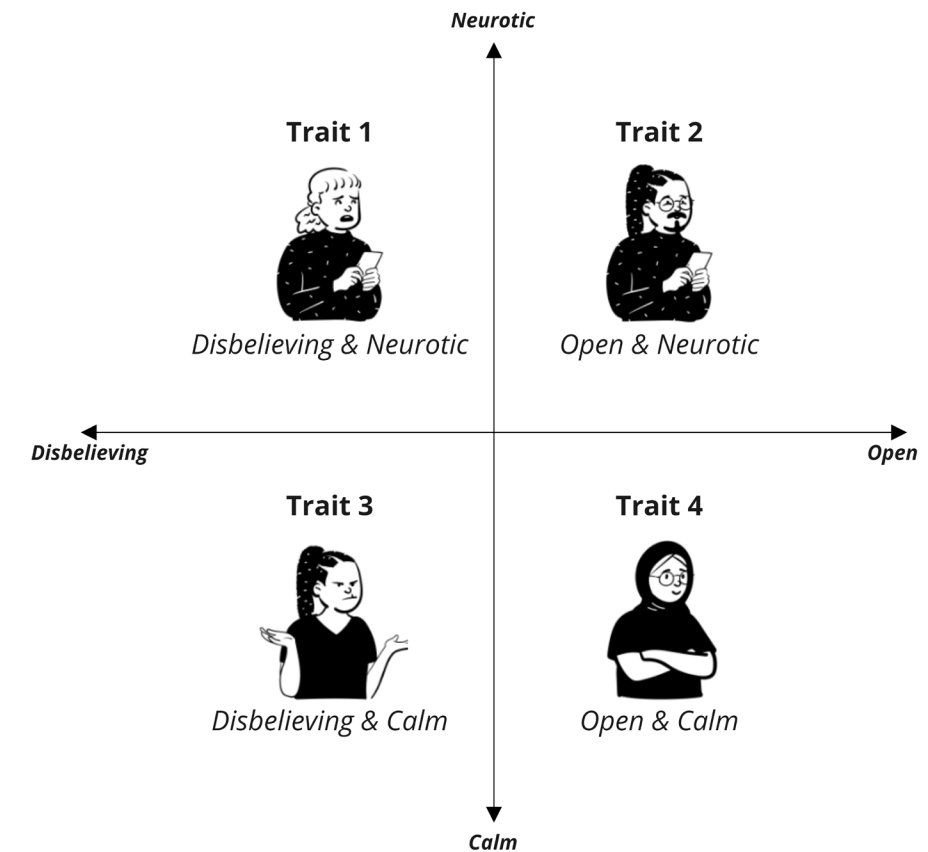 Neurotic
Trait 1
Trait 2
Disbelieving & Neurotic
Open & Neurotic
Disbelieving
Open
Trait 3
Trait 4
Disbelieving & Calm
Open & Calm
Calm